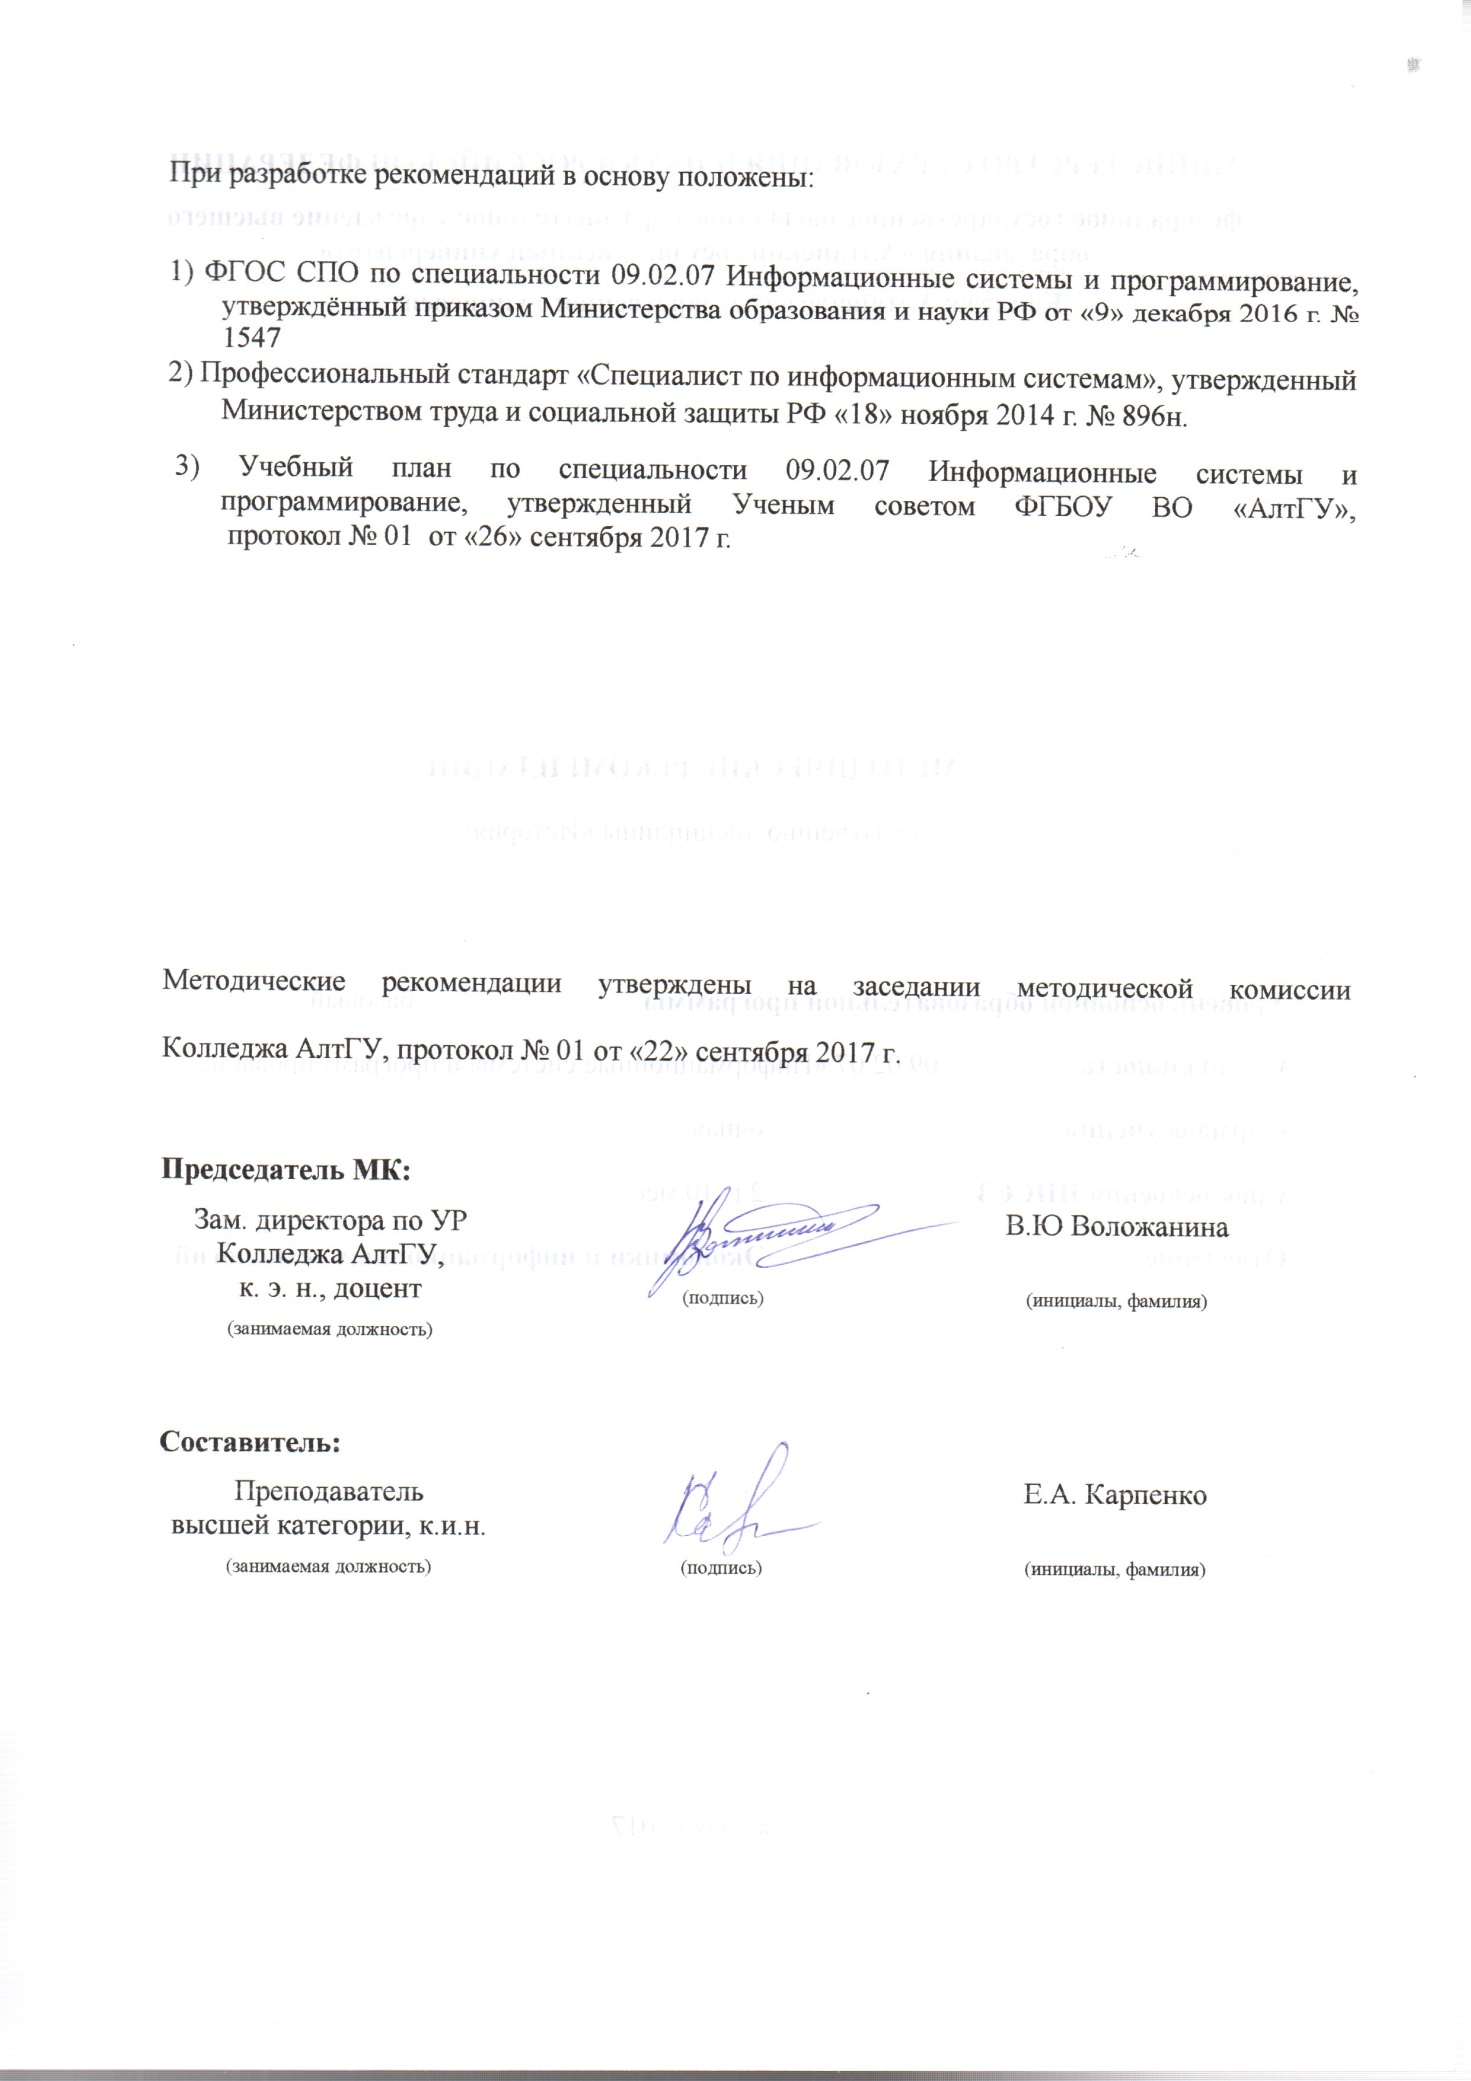 При разработке рекомендаций в основу положены:
1) ФГОС СПО по специальности 09.02.07 Информационные системы и программирование,
утверждённый приказом Министерства образования и науки РФ от «9» декабря 2016 г. №
1547
2) Профессиональный стандарт «Специалист по информационным системам», утвержденный
Министерством труда и социальной защиты РФ «18» ноября 2014 г. № 896н.
3) Учебный план по специальности 09.02.07 Информационные системы и
программирование, утвержденный Ученым советом ФГБОУ ВО «АлтГУ»,
протокол № 01 от «26» сентября 2017 г.
Методические рекомендации утверждены на заседании методической комиссии
Колледжа АлтГУ, протокол № 01 от «22» сентября 2017 г.
Председатель МК:
Зам. директора по УР
Колледжа АлтГУ,
к. э. н., доцент
(занимаемая должность)
(подпись)
В.Ю Воложанина
(инициалы, фамилия)
Составитель:
Преподаватель
высшей категории, к.и.н.
(занимаемая должность)
(подпись)
Е.А. Карпенко
(инициалы, фамилия)